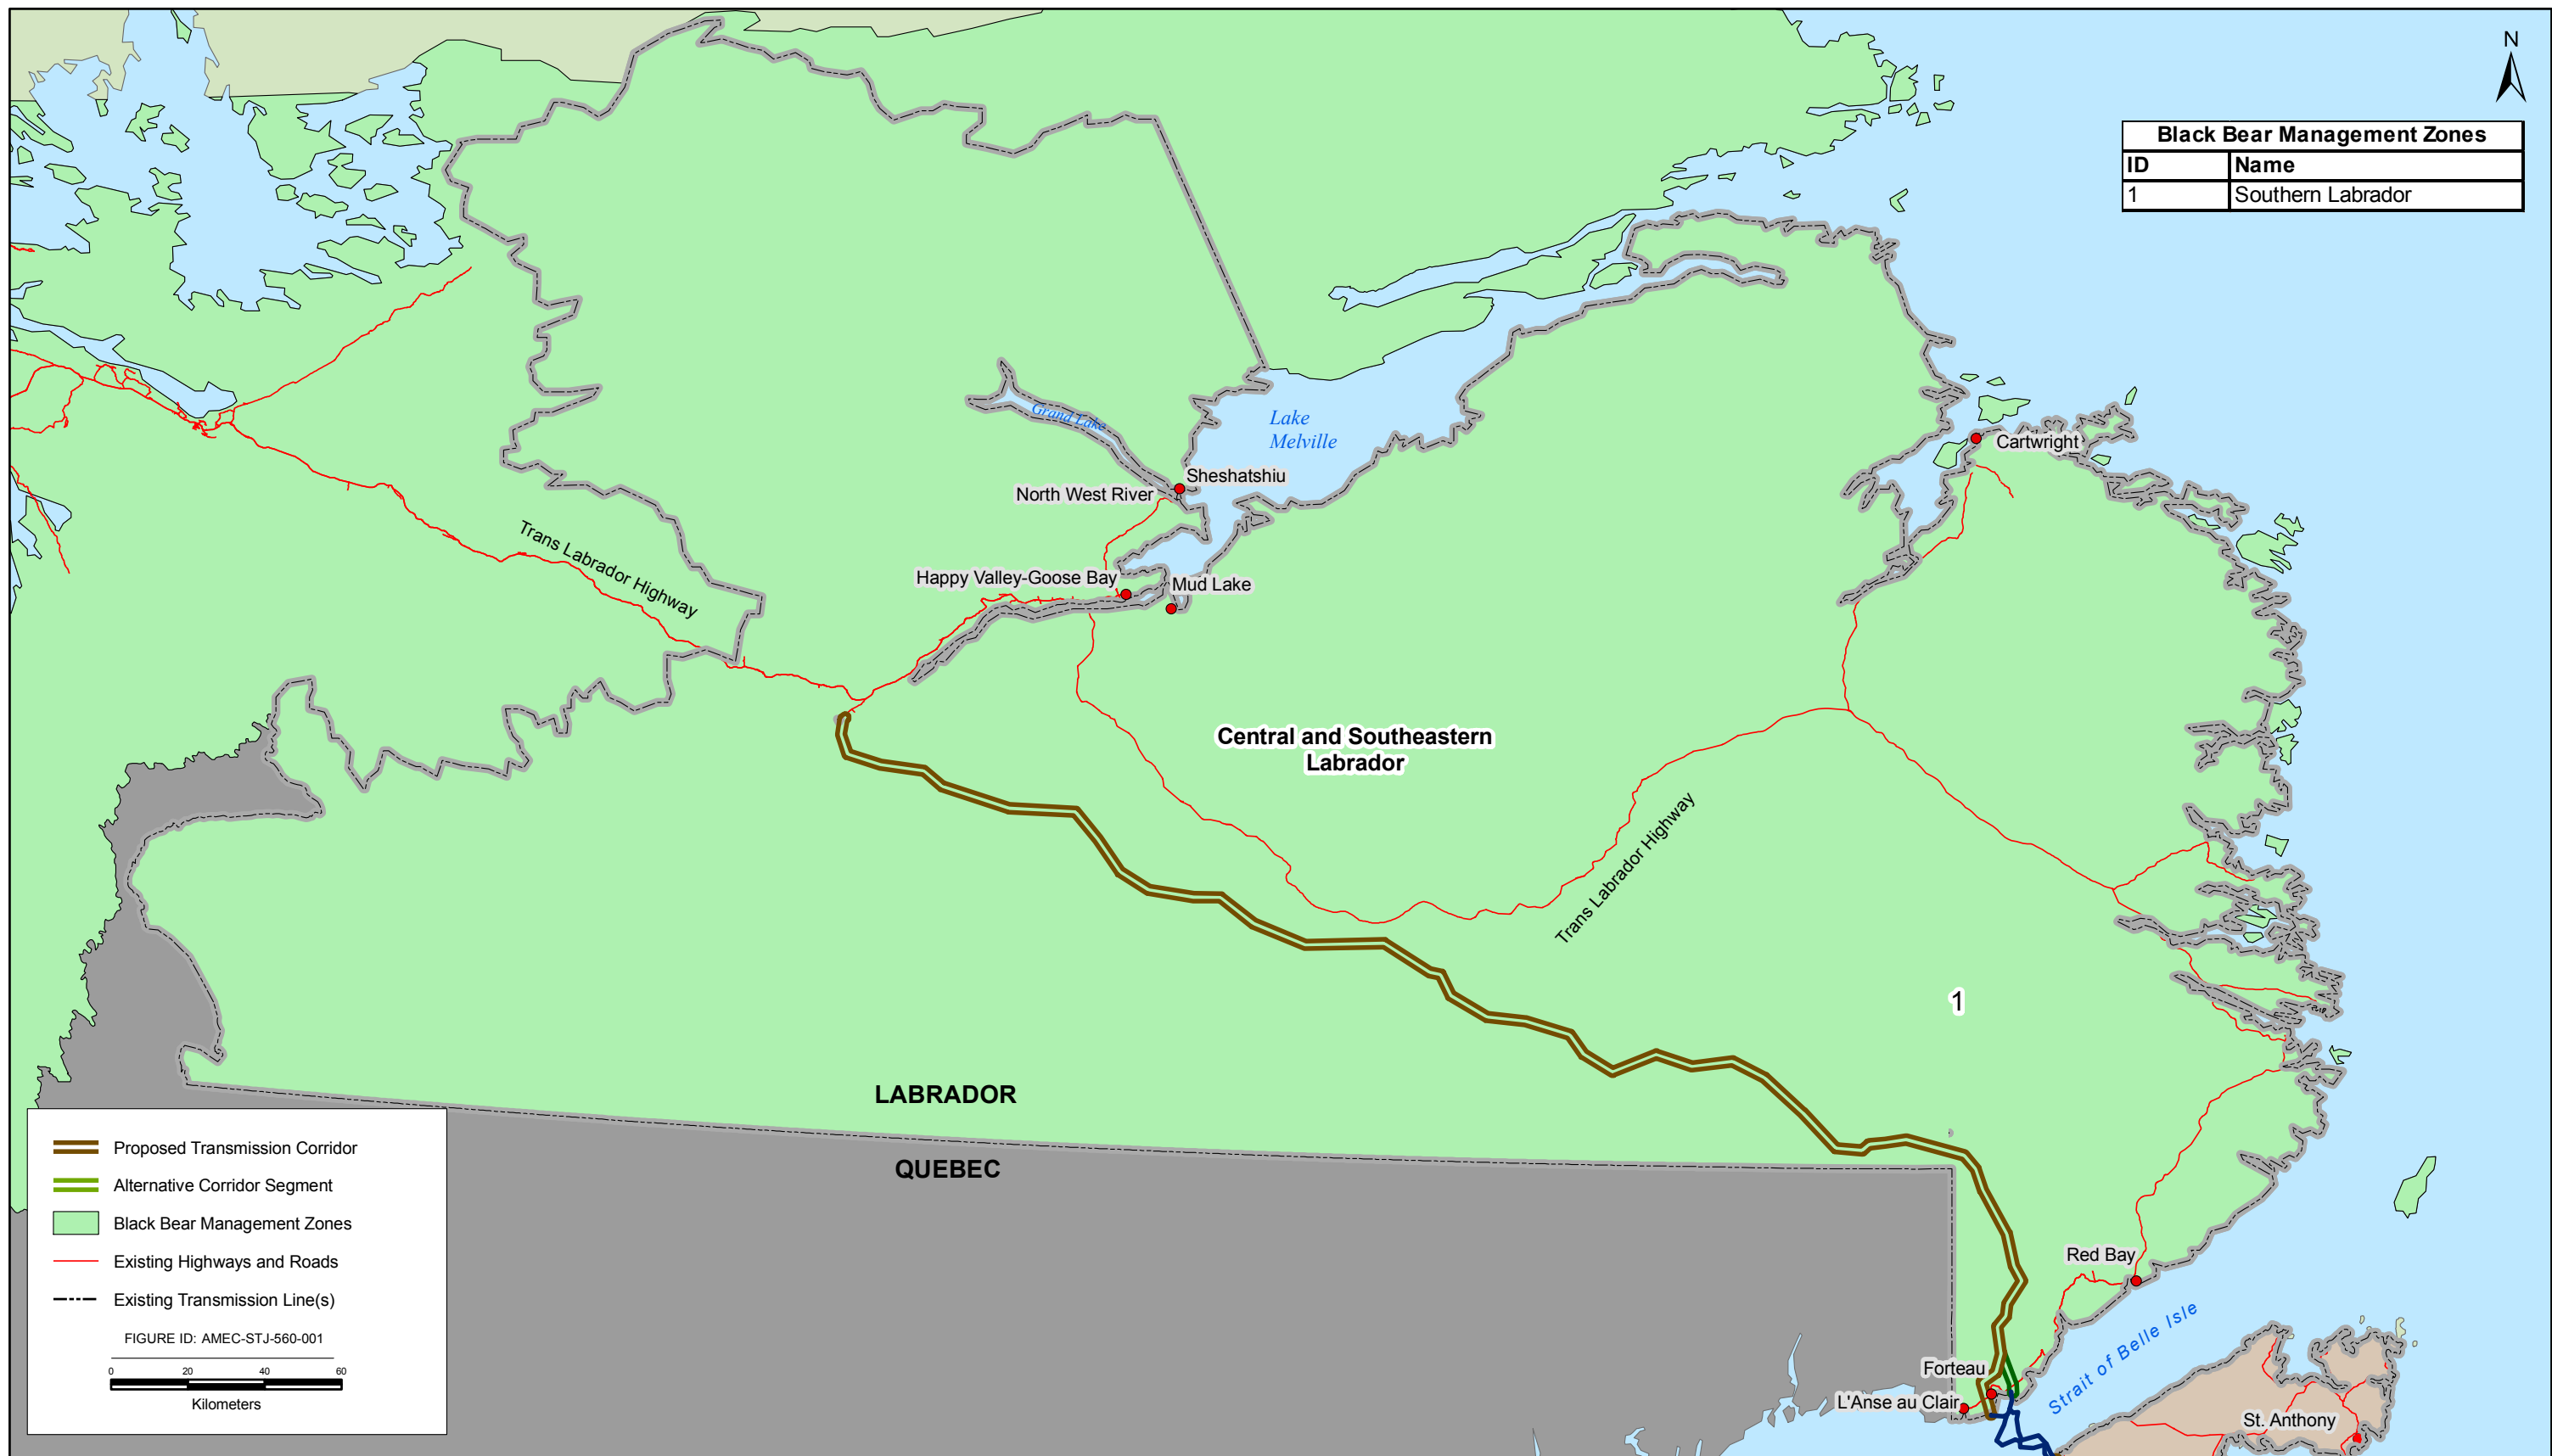 N
Black Bear Management Zones
ID Name
1 Southern Labrador
Grand Lake
Lake
Melville
Cartwright
Sheshatshiu
North West River
Trans Labrador Highway
Happy Valley-Goose Bay
Mud Lake
Central and Southeastern
Labrador
Trans Labrador Highway
1
LABRADOR
QUEBEC
Red Bay
Strait of Belle Isle
Forteau
L'Anse au Clair
St. Anthony
Proposed Transmission Corridor
Alternative Corridor Segment
Black Bear Management Zones
Existing Highways and Roads
Existing Transmission Line(s)
FIGURE ID: AMEC-STJ-560-001
0 20 40 60
Kilometers